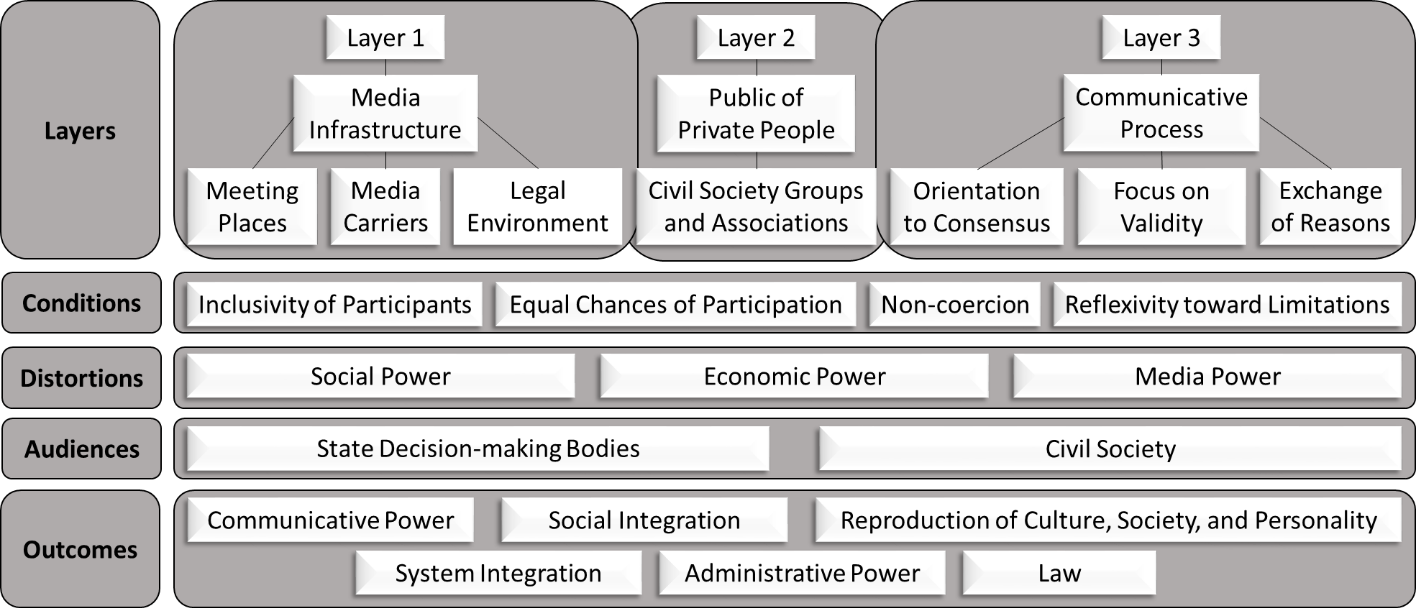 Layers
Layer 1
Media
Infrastructure
Meeting
Places
Media
Carriers
Legal
Environment
Layer 2
Public of
Private People
Civil Society Groups
and Associations
Layer 3
Communicative
Process
Orientation
to Consensus
Focus on
Validity
Exchange
of Reasons
Conditions
Inclusivity of Participants
Equal Chances of Participation
Non-coercion
Reflexivity toward Limitations
Distortions
Social Power
Economic Power
Media Power
Audiences
State Decision-making Bodies
Civil Society
Outcomes
Communicative Power
Social Integration
Reproduction of Culture, Society, and Personality
System Integration
Administrative Power
Law